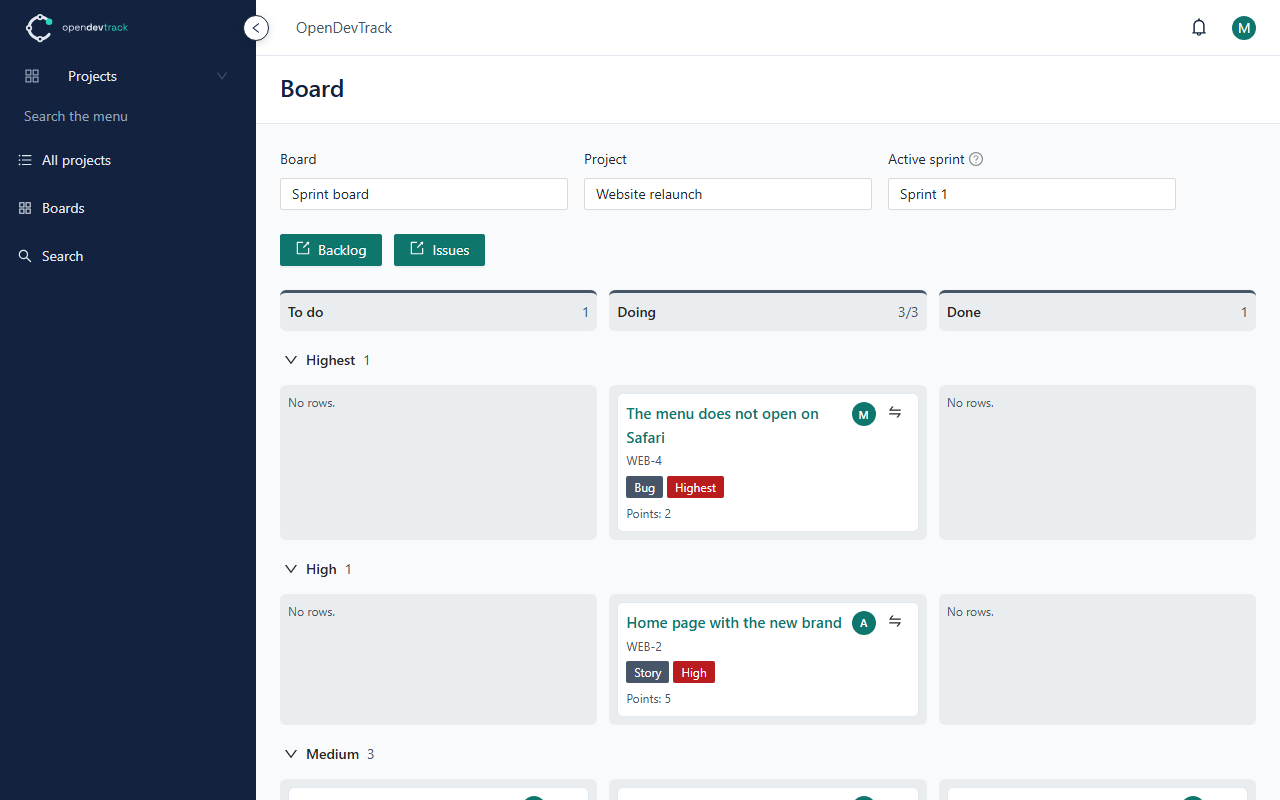 opendevtrack
OpenDevTrack
M
Projects
Search the menu
All projects
Boards
Search
Board
Board
Project
Active sprint
Sprint board
Website relaunch
Sprint 1
Backlog
Issues
To do 1
Doing 3/3
Done 1
Highest 1
No rows.
The menu does not open on
Safari
M
WEB-4
Bug Highest
Points: 2
No rows.
High 1
No rows.
Home page with the new brand
A
WEB-2
Story High
Points: 5
No rows.
Medium 3